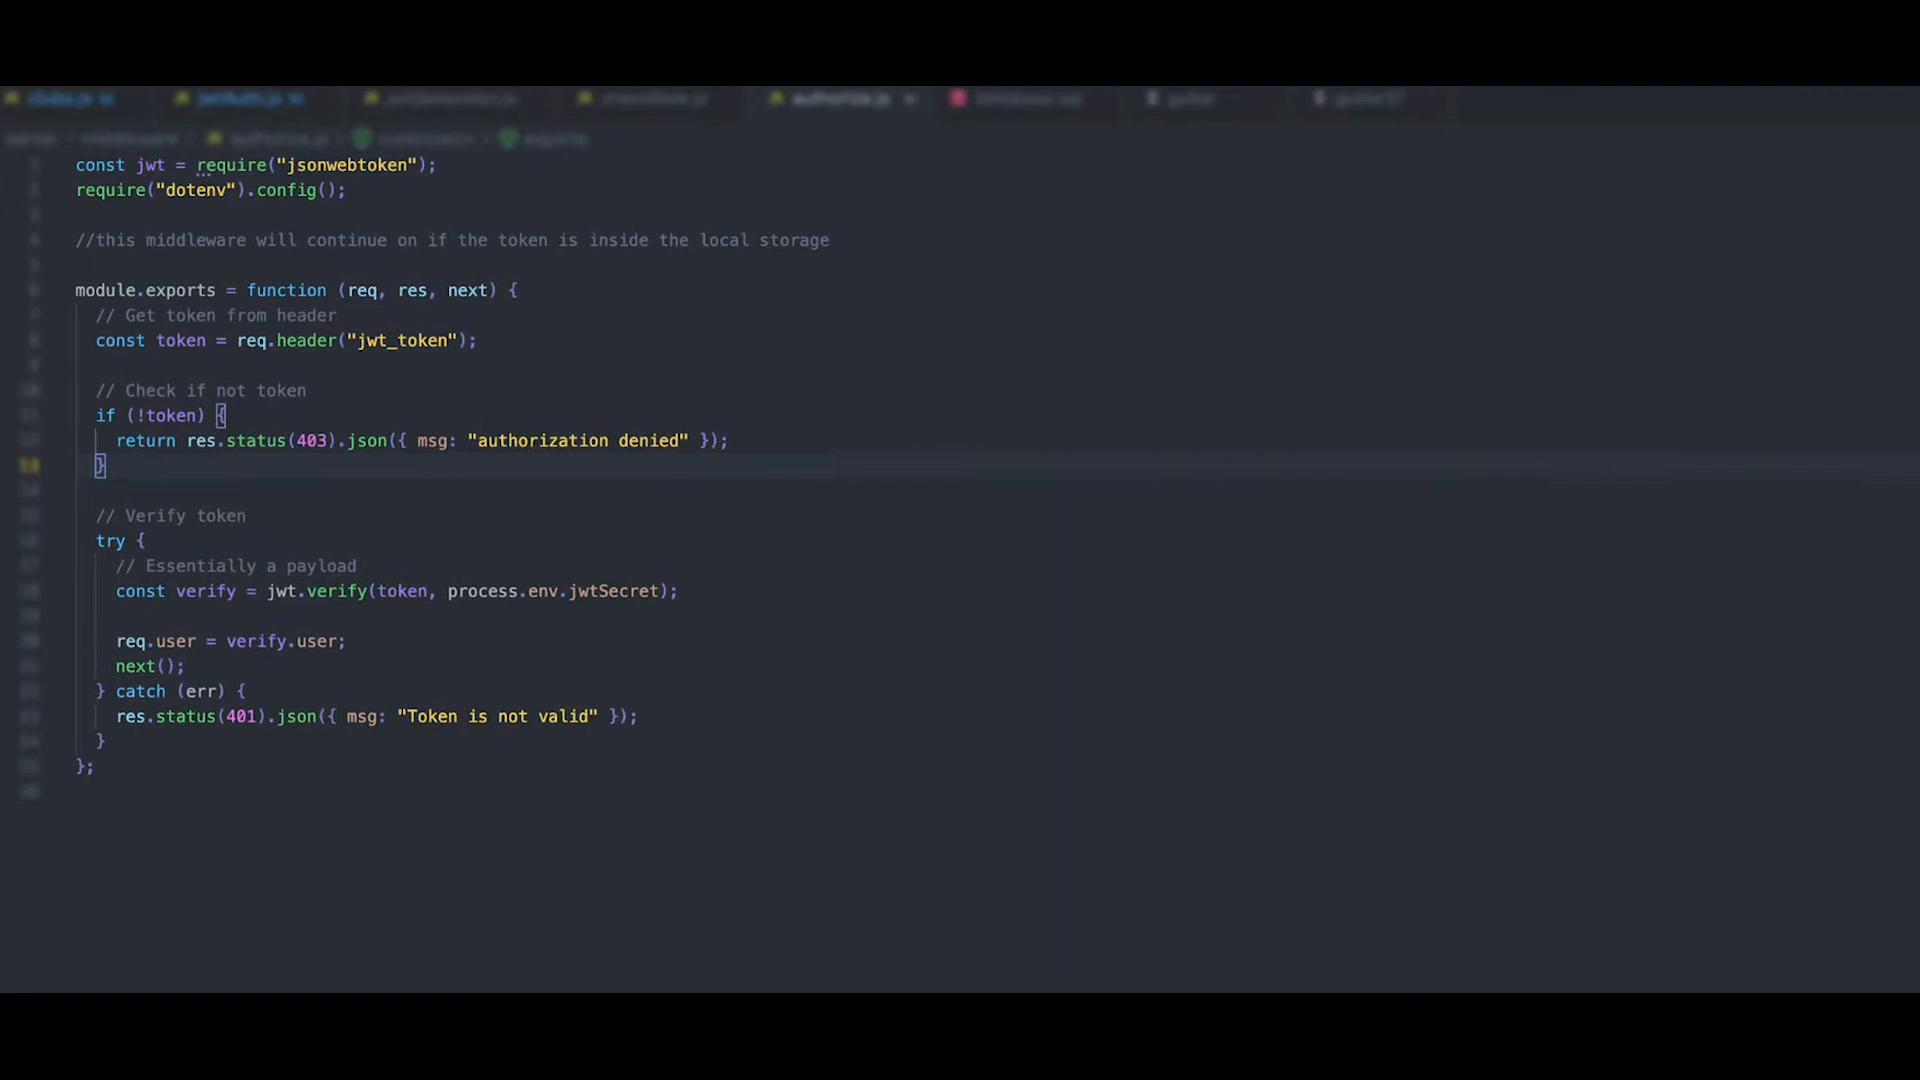 authorize.js
const jwt = require("jsonwebtoken");
require("dotenv").config();
//this middleware will continue on if the token is inside the local storage
module.exports = function (req, res, next) {
// Get token from header
const token = req.header("jwt_token");
// Check if not token
if (!token) {
return res.status(403).json({ msg: "authorization denied" });
}
// Verify token
try {
// Essentially a payload
const verify = jwt.verify(token, process.env.jwtSecret);
req.user = verify.user;
next();
} catch (err) {
res.status(401).json({ msg: "Token is not valid" });
}
};